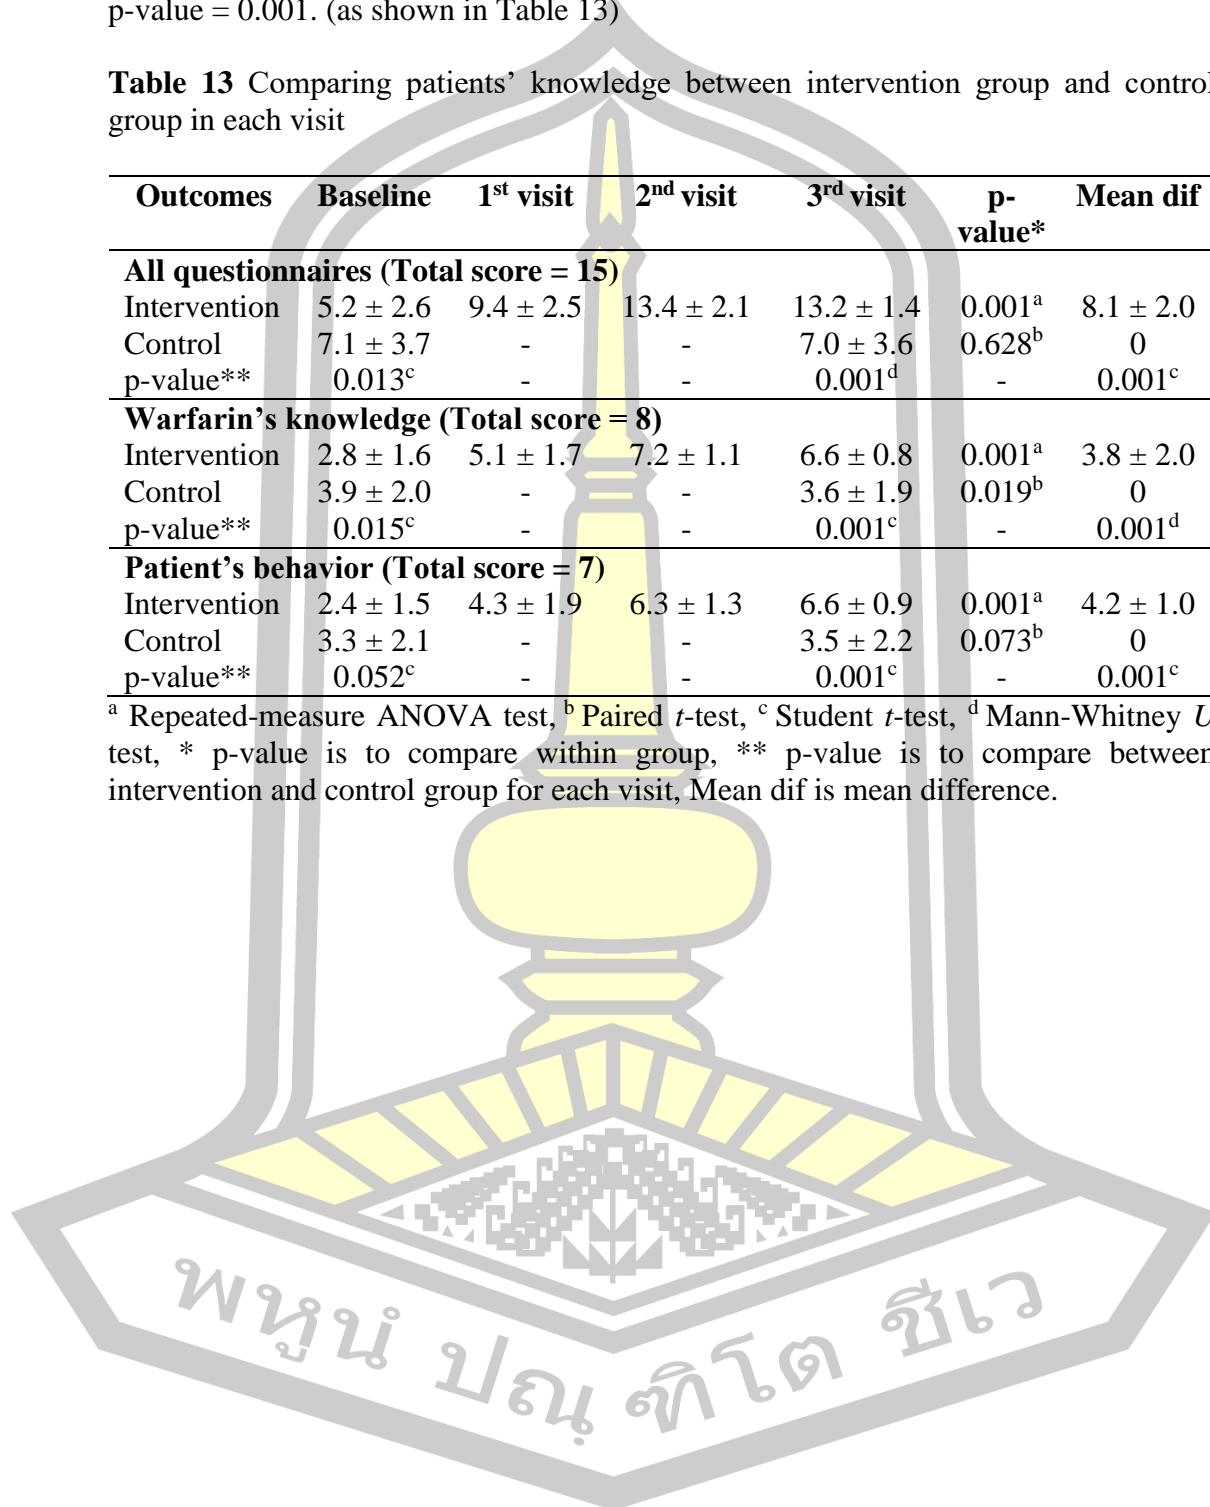 p-value = 0.001. (as shown in Table 13)
Table 13 Comparing patients' knowledge between intervention group and control
group in each visit
Outcomes Baseline 1st visit 2nd visit 3rd visit p-value* Mean dif
All questionnaires (Total score = 15)
Intervention 5.2 ± 2.6 9.4 ± 2.5 13.4 ± 2.1 13.2 ± 1.4 0.001a 8.1 ± 2.0
Control 7.1 ± 3.7 - - 7.0 ± 3.6 0.628b 0
p-value** 0.013c - - 0.001d - 0.001c
Warfarin's knowledge (Total score = 8)
Intervention 2.8 ± 1.6 5.1 ± 1.7 7.2 ± 1.1 6.6 ± 0.8 0.001a 3.8 ± 2.0
Control 3.9 ± 2.0 - - 3.6 ± 1.9 0.019b 0
p-value** 0.015c - - 0.001c - 0.001d
Patient's behavior (Total score = 7)
Intervention 2.4 ± 1.5 4.3 ± 1.9 6.3 ± 1.3 6.6 ± 0.9 0.001a 4.2 ± 1.0
Control 3.3 ± 2.1 - - 3.5 ± 2.2 0.073b 0
p-value** 0.052c - - 0.001c - 0.001c
a Repeated-measure ANOVA test, b Paired t-test, c Student t-test, d Mann-Whitney U
test, * p-value is to compare within group, ** p-value is to compare between
intervention and control group for each visit, Mean dif is mean difference.
พหูนํ ปณฺฑิโต ชีเว